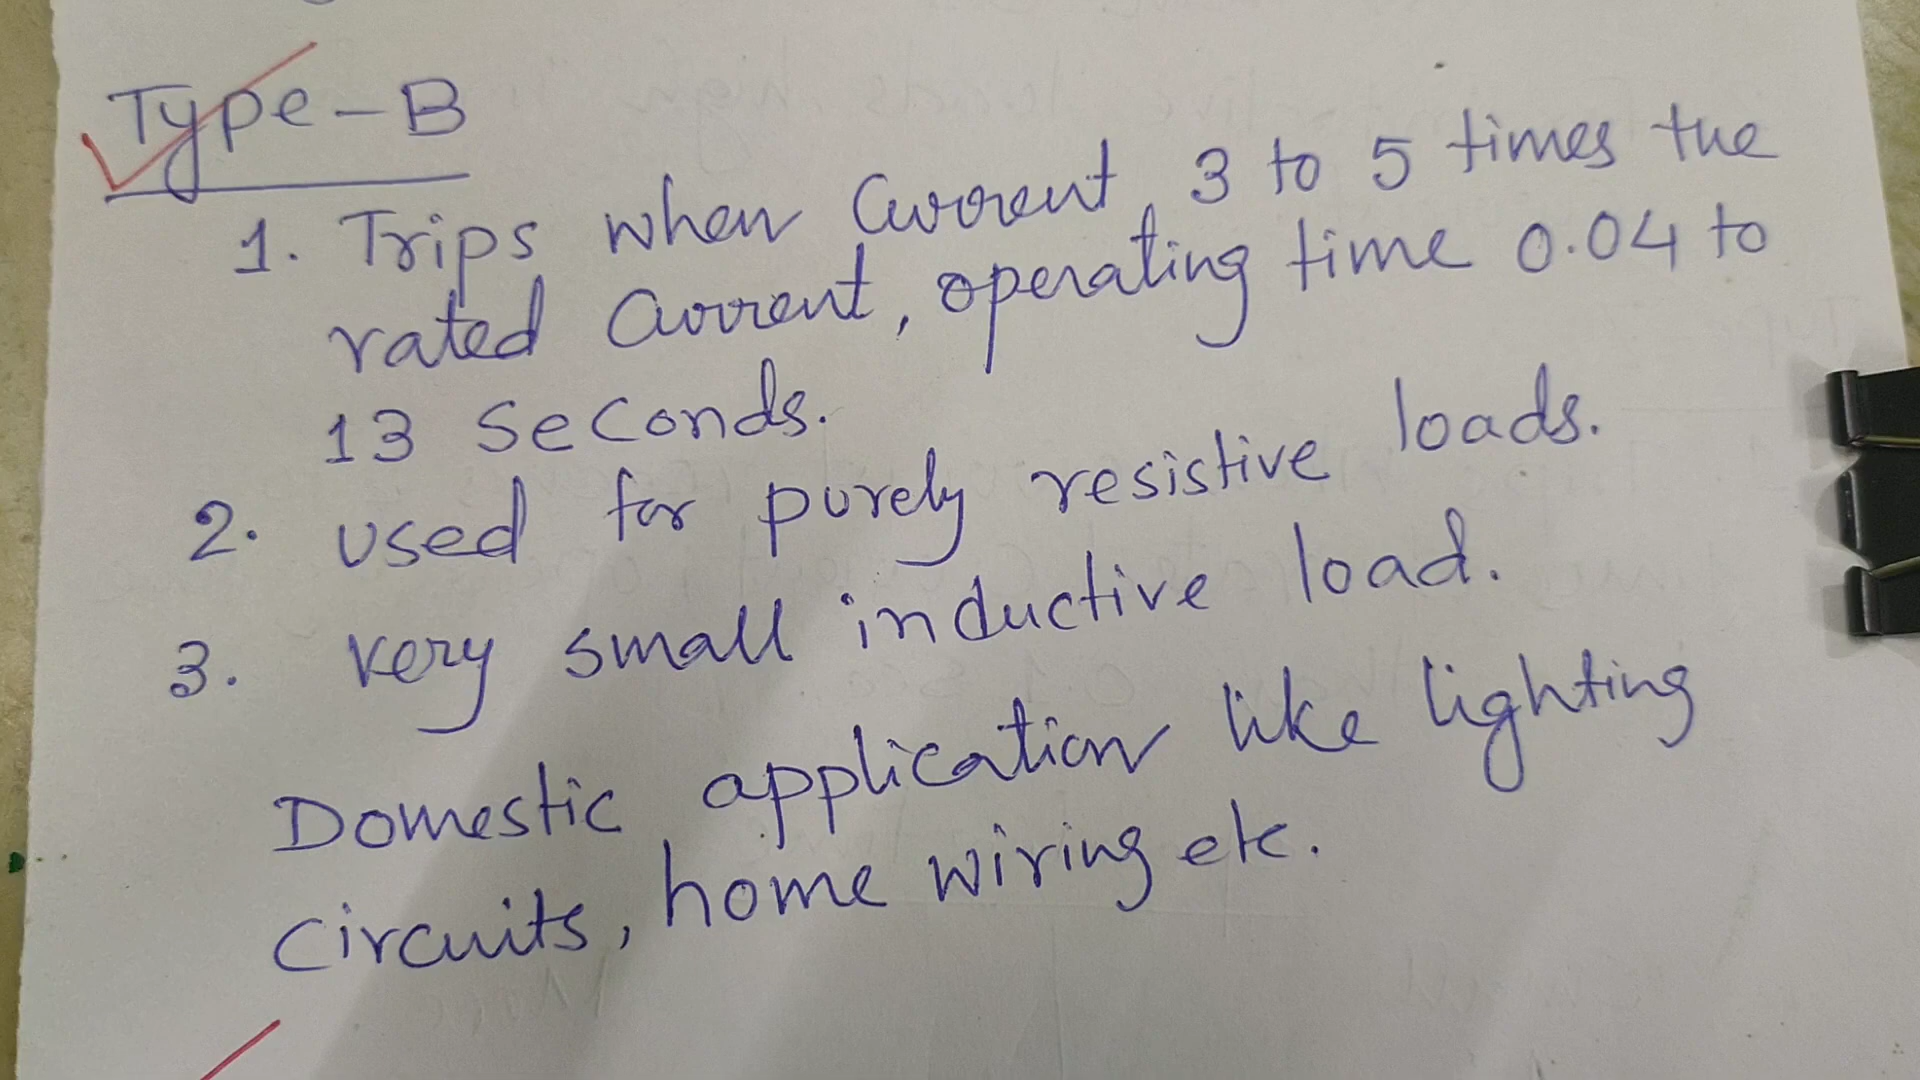 Type-B
1. Trips when Current, 3 to 5 times the
rated Current, operating time 0.04 to
13 Seconds.
2. used for purely resistive loads.
3. very small inductive load.
Domestic application like lighting
circuits, home wiring etc.